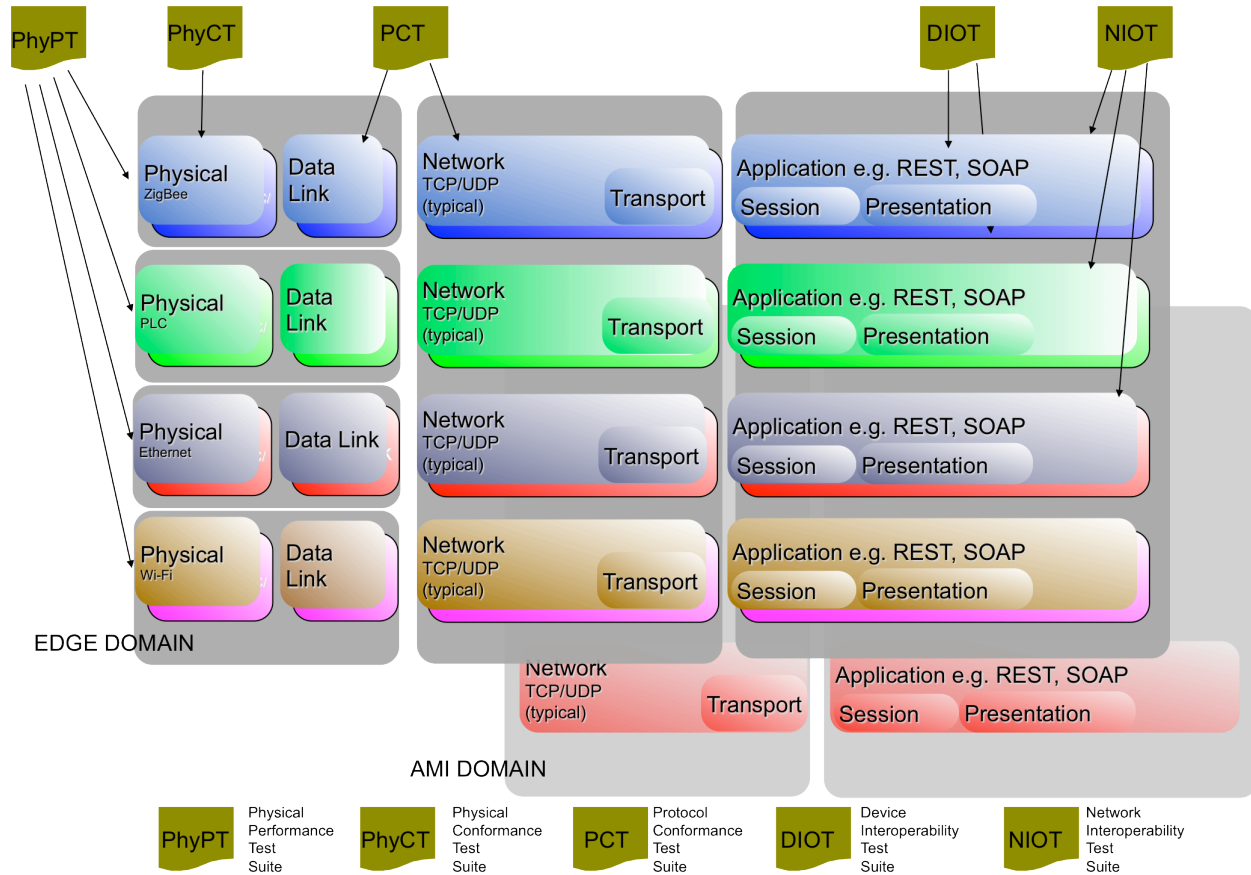 PhyPT
PhyCT
PCT
DIOT
NIOT
Physical
ZigBee
Data
Link
Network
TCP/UDP
(typical)
Transport
Application e.g. REST, SOAP
Session
Presentation
Physical
PLC
Data
Link
Network
TCP/UDP
(typical)
Transport
Application e.g. REST, SOAP
Session
Presentation
Physical
Ethernet
Data Link
Network
TCP/UDP
(typical)
Transport
Application e.g. REST, SOAP
Session
Presentation
Physical
Wi-Fi
Data
Link
Network
TCP/UDP
(typical)
Transport
Application e.g. REST, SOAP
Session
Presentation
EDGE DOMAIN
Network
TCP/UDP
(typical)
Transport
Application e.g. REST, SOAP
Session
Presentation
AMI DOMAIN
PhyPT
Physical
Performance
Test
Suite
PhyCT
Physical
Conformance
Test
Suite
PCT
Protocol
Conformance
Test
Suite
DIOT
Device
Interoperability
Test
Suite
NIOT
Network
Interoperability
Test
Suite